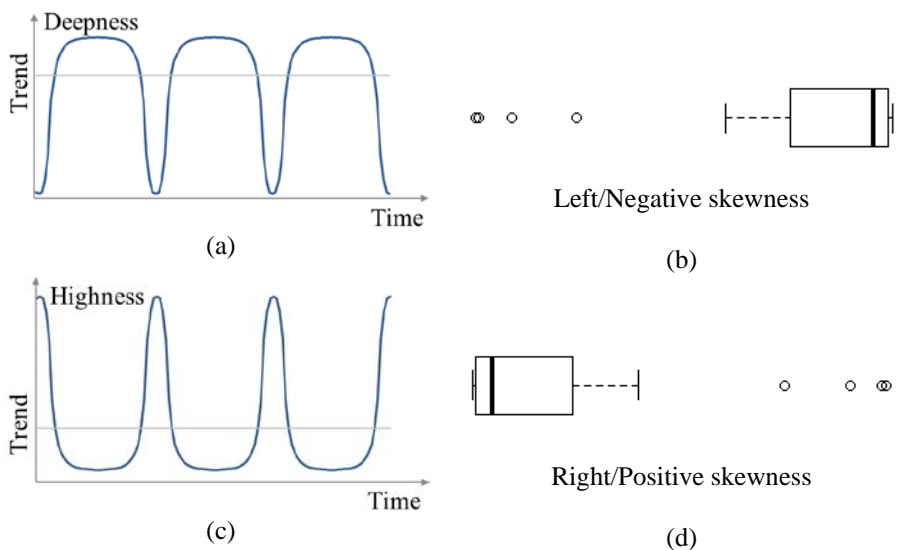 Deepness
Trend
Time
(a)
Left/Negative skewness
(b)
Highness
Trend
Time
(c)
Right/Positive skewness
(d)